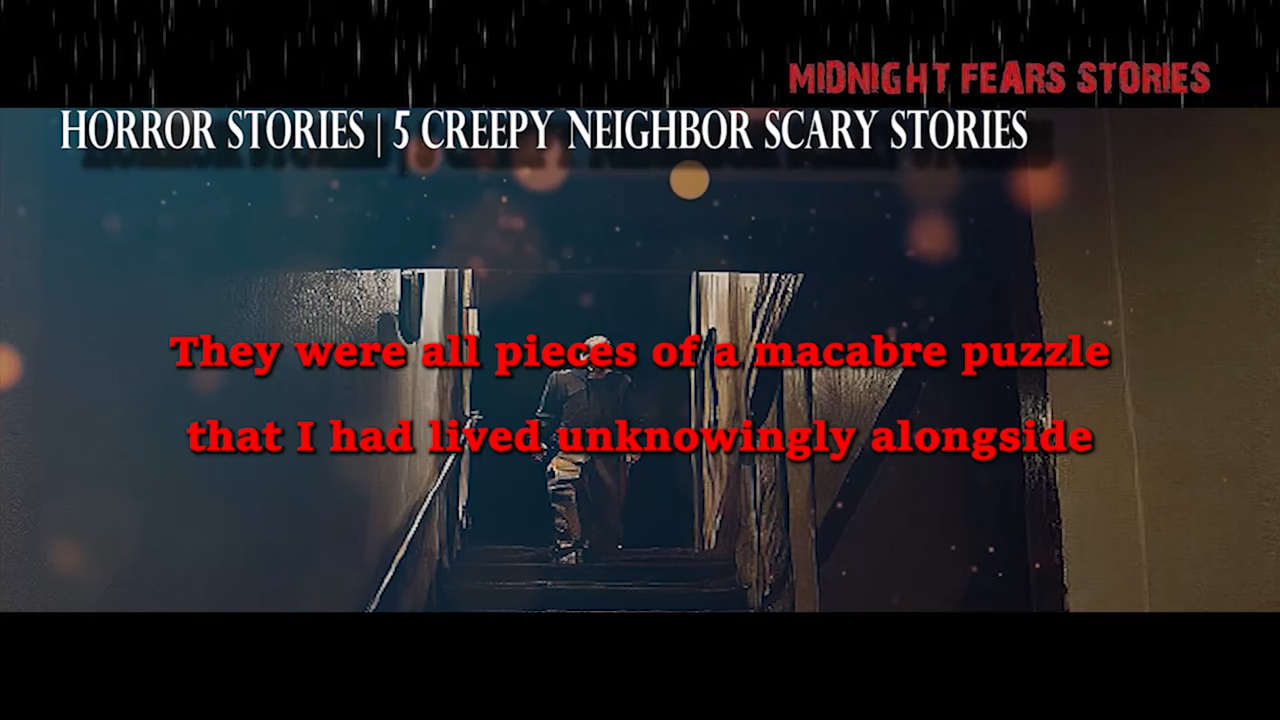 MIDNIGHT FEARS STORIES
HORROR STORIES | 5 CREEPY NEIGHBOR SCARY STORIES
They were all pieces of a macabre puzzle
that I had lived unknowingly alongside